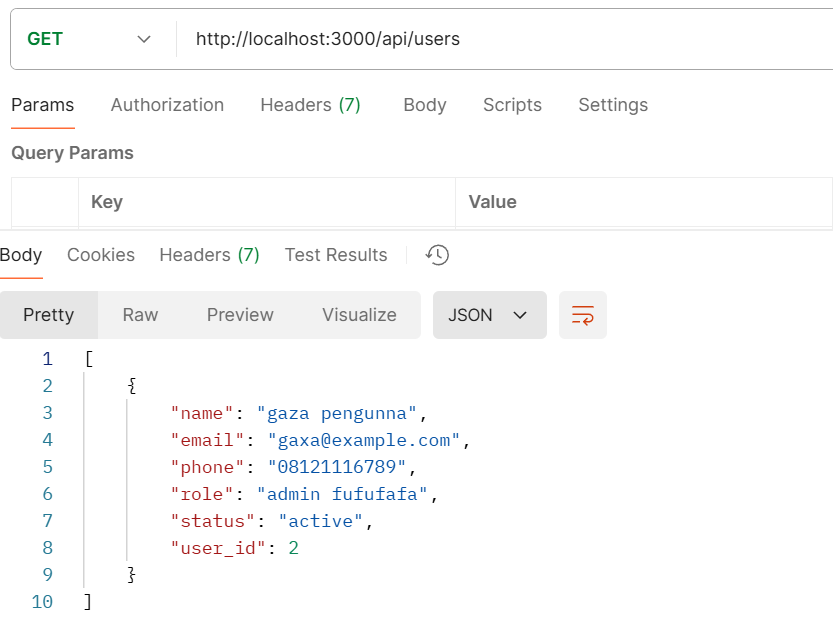 GET http://localhost:3000/api/users
Params Authorization Headers (7) Body Scripts Settings
Query Params
Key Value
Body Cookies Headers (7) Test Results
Pretty Raw Preview Visualize JSON
1 [
2 {
3 "name": "gaza pengunna",
4 "email": "gaxa@example.com",
5 "phone": "08121116789",
6 "role": "admin fufufafa",
7 "status": "active",
8 "user_id": 2
9 }
10 ]